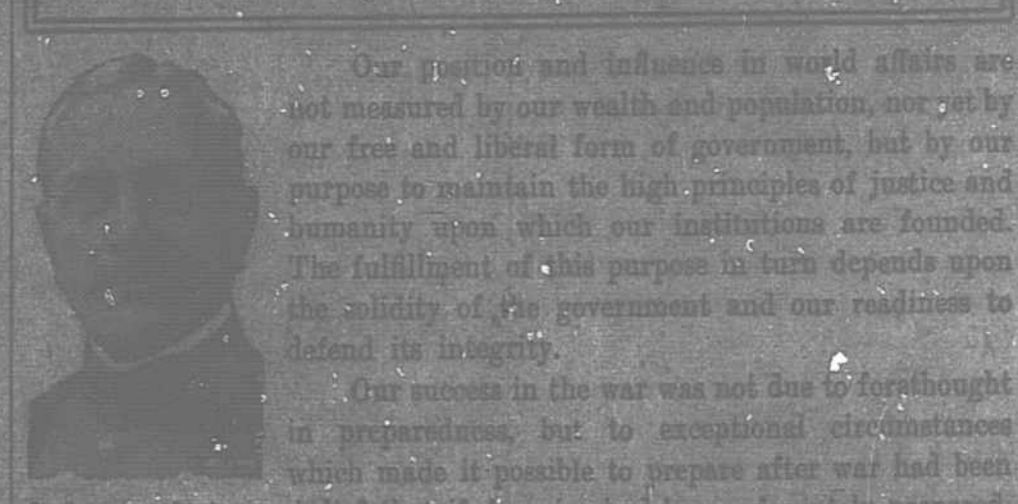 Our position and influence in world affairs are
not measured by our wealth and population, nor yet by
our free and liberal form of government, but by our
purpose to maintain the high principles of justice and
humanity upon which our institutions are founded.
The fulfillment of this purpose in turn depends upon
the solidity of the government and our readiness to
defend its integrity.
Our success in the war was not due to forethought
in preparedness, but to exceptional circumstances
which made it possible to prepare after war had been